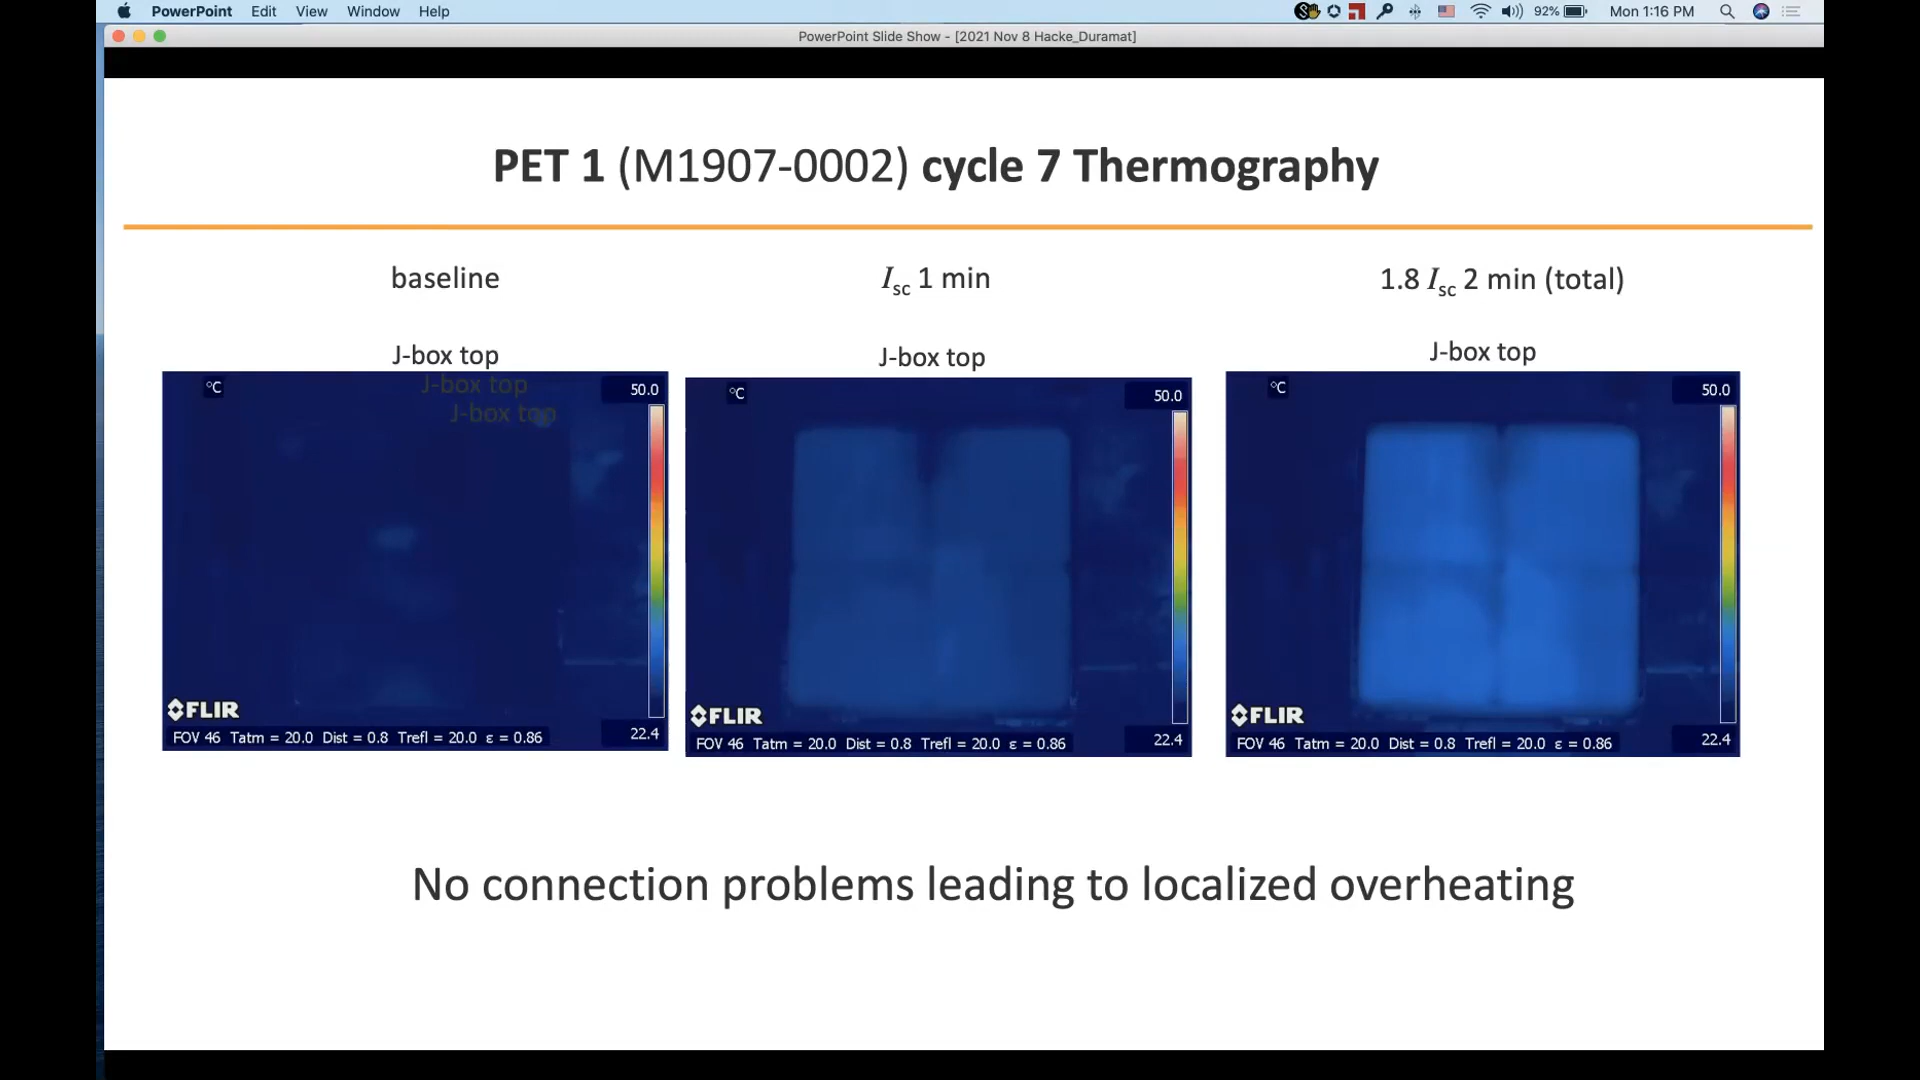 PowerPoint Edit View Window Help 92% Mon 1:16 PM
PowerPoint Slide Show - [2021 Nov 8 Hacke_Duramat]
PET 1 (M1907-0002) cycle 7 Thermography
baseline
Isc 1 min
1.8 Isc 2 min (total)
J-box top
J-box top
J-box top
J-box top
J-box top
°C
50.0
FLIR
FOV 46 Tatm = 20.0 Dist = 0.8 Trefl = 20.0 ε = 0.86
22.4
°C
50.0
FLIR
FOV 46 Tatm = 20.0 Dist = 0.8 Trefl = 20.0 ε = 0.86
22.4
°C
50.0
FLIR
FOV 46 Tatm = 20.0 Dist = 0.8 Trefl = 20.0 ε = 0.86
22.4
No connection problems leading to localized overheating